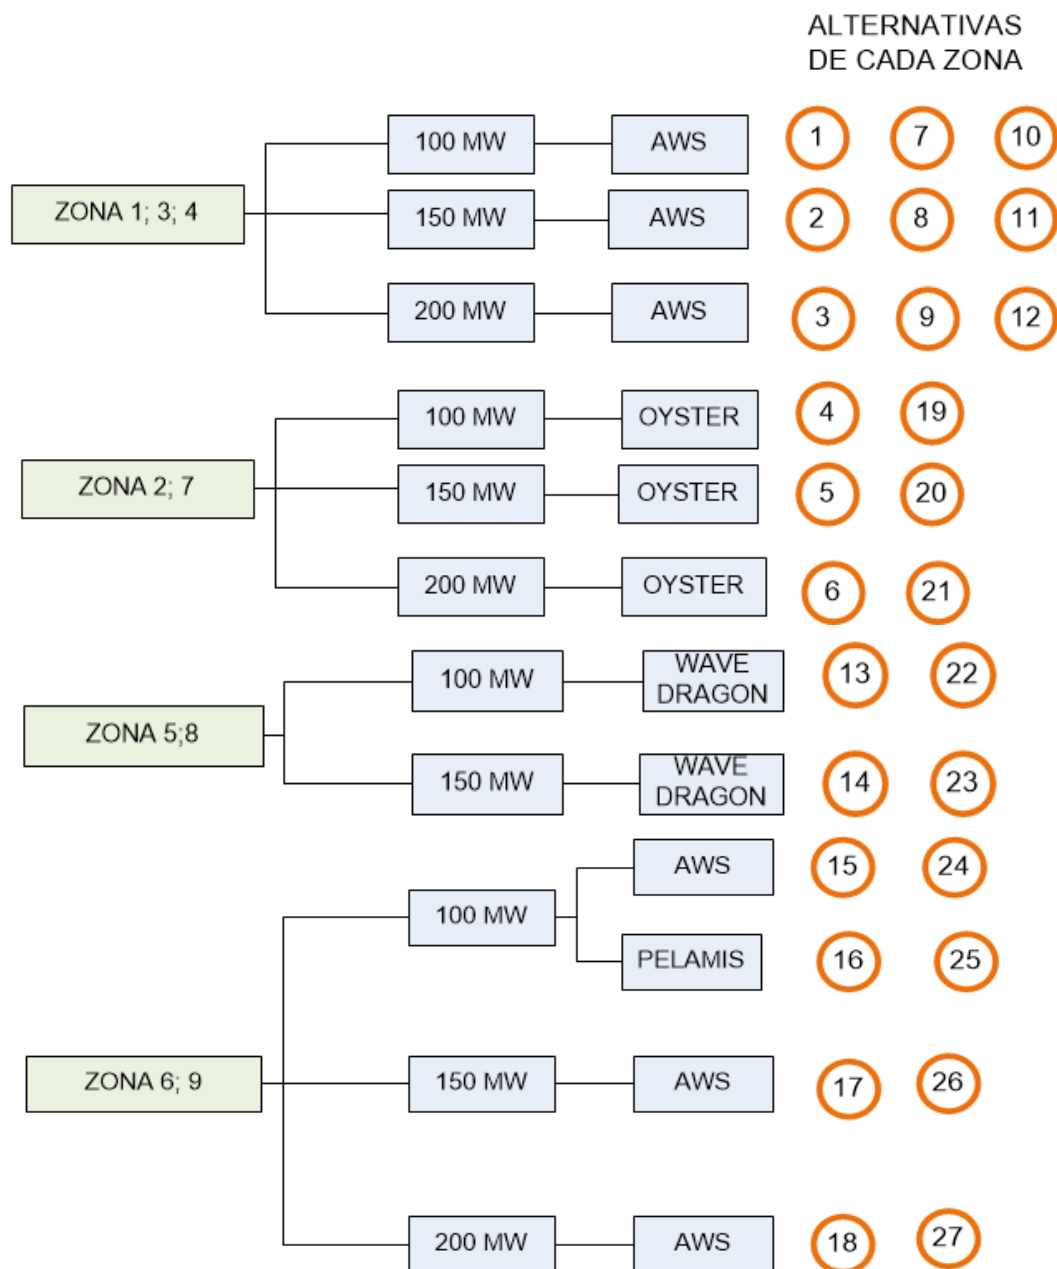 ALTERNATIVAS
DE CADA ZONA
100 MW AWS 1 7 10
ZONA 1; 3; 4 150 MW AWS 2 8 11
200 MW AWS 3 9 12
100 MW OYSTER 4 19
ZONA 2; 7 150 MW OYSTER 5 20
200 MW OYSTER 6 21
100 MW WAVE
DRAGON 13 22
ZONA 5;8
150 MW WAVE
DRAGON 14 23
AWS 15 24
100 MW
PELAMIS 16 25
ZONA 6; 9 150 MW AWS 17 26
200 MW AWS 18 27